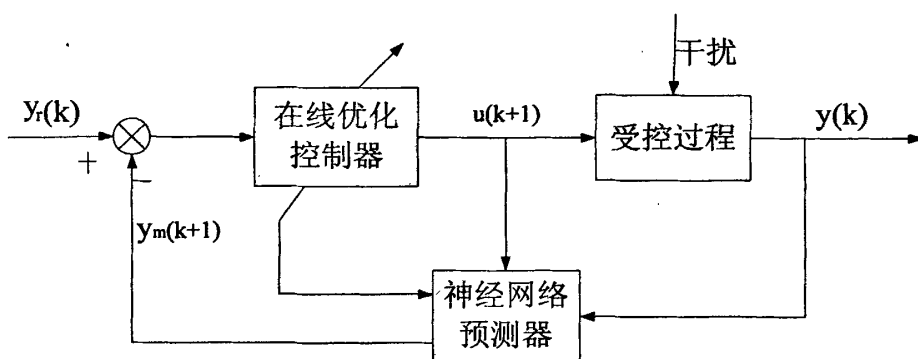 干扰
yr(k)
+
−
在线优化
控制器
u(k+1)
受控过程
y(k)
ym(k+1)
神经网络
预测器